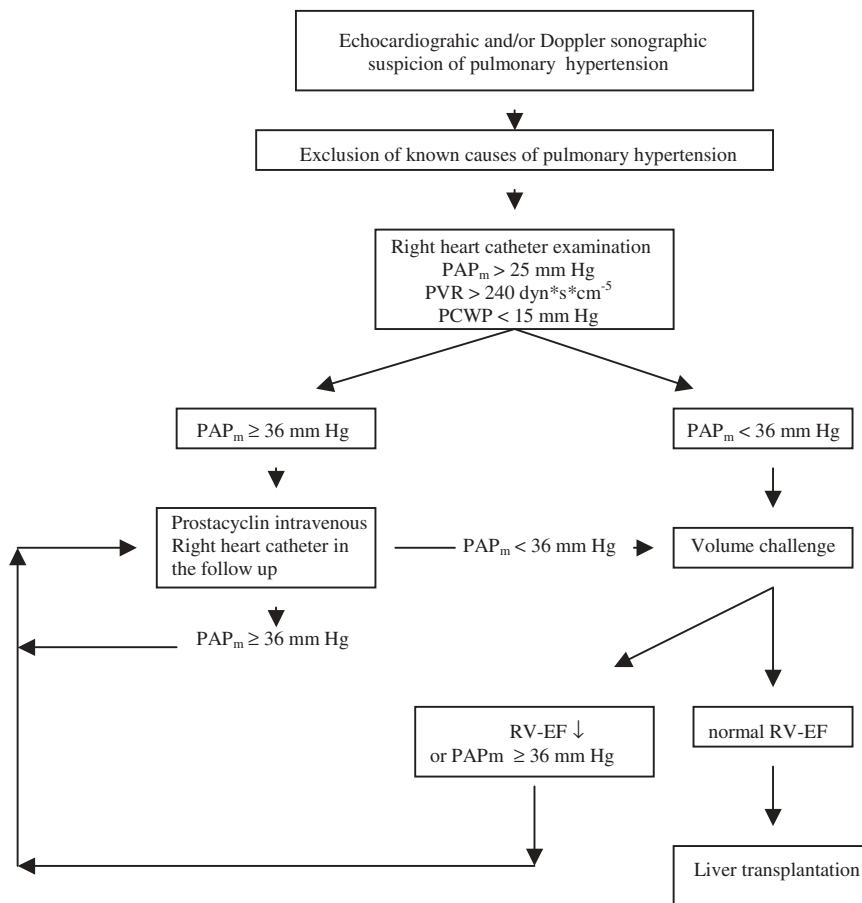 Echocardiograhic and/or Doppler sonographic
suspicion of pulmonary hypertension
Exclusion of known causes of pulmonary hypertension
Right heart catheter examination
PAPm > 25 mm Hg
PVR > 240 dyn*s*cm-5
PCWP < 15 mm Hg
PAPm ≥ 36 mm Hg
PAPm < 36 mm Hg
Prostacyclin intravenous
Right heart catheter in
the follow up
PAPm < 36 mm Hg
Volume challenge
PAPm ≥ 36 mm Hg
RV-EF ↓
or PAPm ≥ 36 mm Hg
normal RV-EF
Liver transplantation